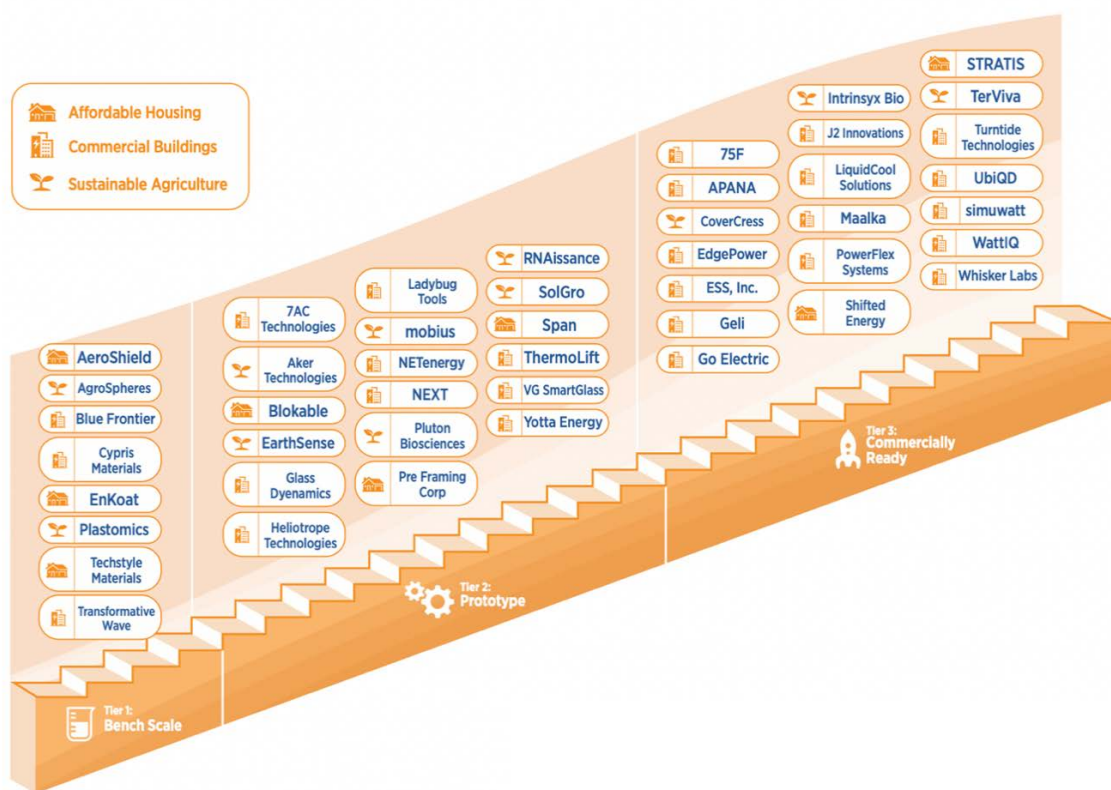 Affordable Housing
Commercial Buildings
Sustainable Agriculture
AeroShield
AgroSpheres
Blue Frontier
Cypris
Materials
EnKoat
Plastomics
Techstyle
Materials
Transformative
Wave
Tier 1:
Bench Scale
7AC
Technologies
Aker
Technologies
Blokable
EarthSense
Glass
Dyenamics
Heliotrope
Technologies
Ladybug
Tools
mobius
NETenergy
NEXT
Pluton
Biosciences
Pre Framing
Corp
RNAissance
SolGro
Span
ThermoLift
VG SmartGlass
Yotta Energy
Tier 2:
Prototype
75F
APANA
CoverCress
EdgePower
ESS, Inc.
Geli
Go Electric
Intrinsyx Bio
J2 Innovations
LiquidCool
Solutions
Maalka
PowerFlex
Systems
Shifted
Energy
STRATIS
TerViva
Turntide
Technologies
UbiQD
simuwatt
WattIQ
Whisker Labs
Tier 3:
Commercially
Ready